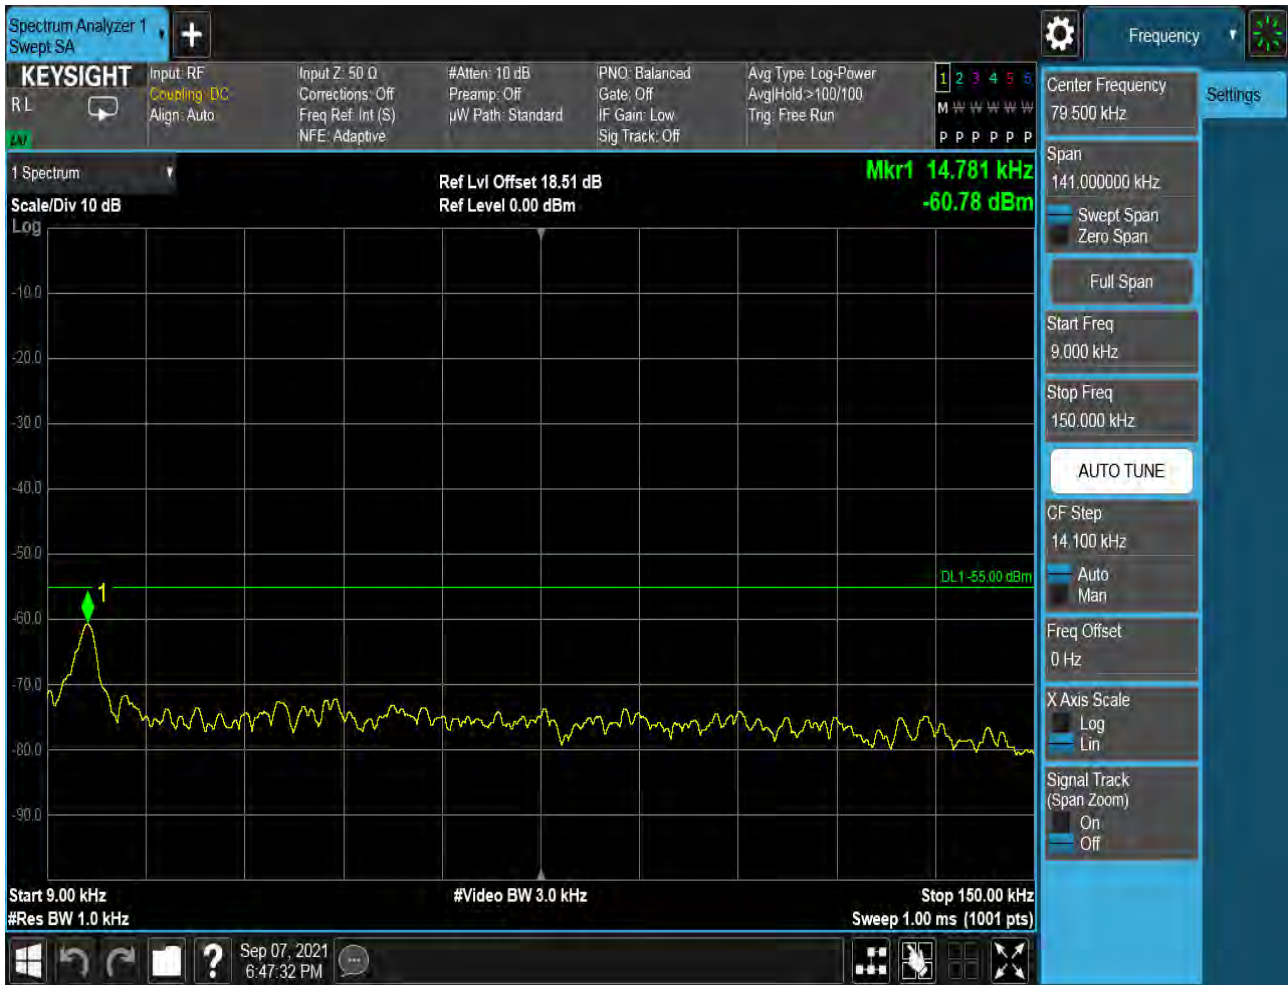 Spectrum Analyzer 1
Swept SA
Frequency
KEYSIGHT
R L
LXI
Input: RF
Coupling: DC
Align: Auto
Input Z: 50 Ω
Corrections: Off
Freq Ref: Int (S)
NFE: Adaptive
#Atten: 10 dB
Preamp: Off
µW Path: Standard
PNO: Balanced
Gate: Off
IF Gain: Low
Sig Track: Off
Avg Type: Log-Power
Avg|Hold:>100/100
Trig: Free Run
1 2 3 4 5 6
M W W W W W
P P P P P P
1 Spectrum
Scale/Div 10 dB
Log
Ref Lvl Offset 18.51 dB
Ref Level 0.00 dBm
Mkr1 14.781 kHz
-60.78 dBm
-10.0
-20.0
-30.0
-40.0
-50.0
DL1 -55.00 dBm
1
-60.0
-70.0
-80.0
-90.0
Start 9.00 kHz
#Res BW 1.0 kHz
#Video BW 3.0 kHz
Stop 150.00 kHz
Sweep 1.00 ms (1001 pts)
Center Frequency
79.500 kHz
Settings
Span
141.000000 kHz
Swept Span
Zero Span
Full Span
Start Freq
9.000 kHz
Stop Freq
150.000 kHz
AUTO TUNE
CF Step
14.100 kHz
Auto
Man
Freq Offset
0 Hz
X Axis Scale
Log
Lin
Signal Track
(Span Zoom)
On
Off
?
Sep 07, 2021
6:47:32 PM